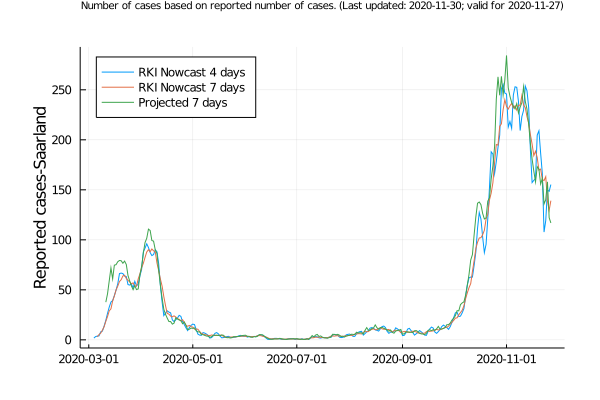 Number of cases based on reported number of cases. (Last updated: 2020-11-30; valid for 2020-11-27)
RKI Nowcast 4 days
RKI Nowcast 7 days
Projected 7 days
Reported cases-Saarland
250
200
150
100
50
0
2020-03-01 2020-05-01 2020-07-01 2020-09-01 2020-11-01